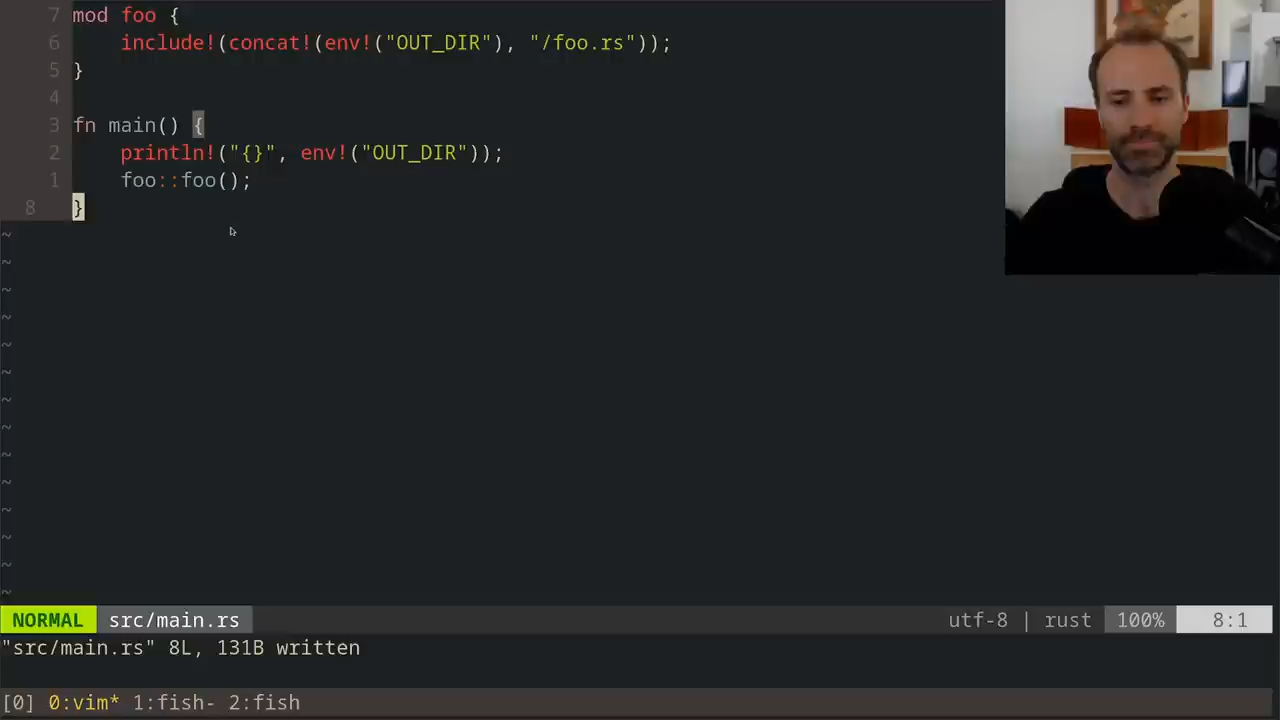 7 mod foo {
6     include!(concat!(env!("OUT_DIR"), "/foo.rs"));
5 }
4
3 fn main() {
2     println!("{}", env!("OUT_DIR"));
1     foo::foo();
8 }
~
~
~
~
~
~
~
~
~
~
~
~
~
~
NORMAL src/main.rs utf-8 | rust 100% 8:1
"src/main.rs" 8L, 131B written
[0] 0:vim* 1:fish- 2:fish